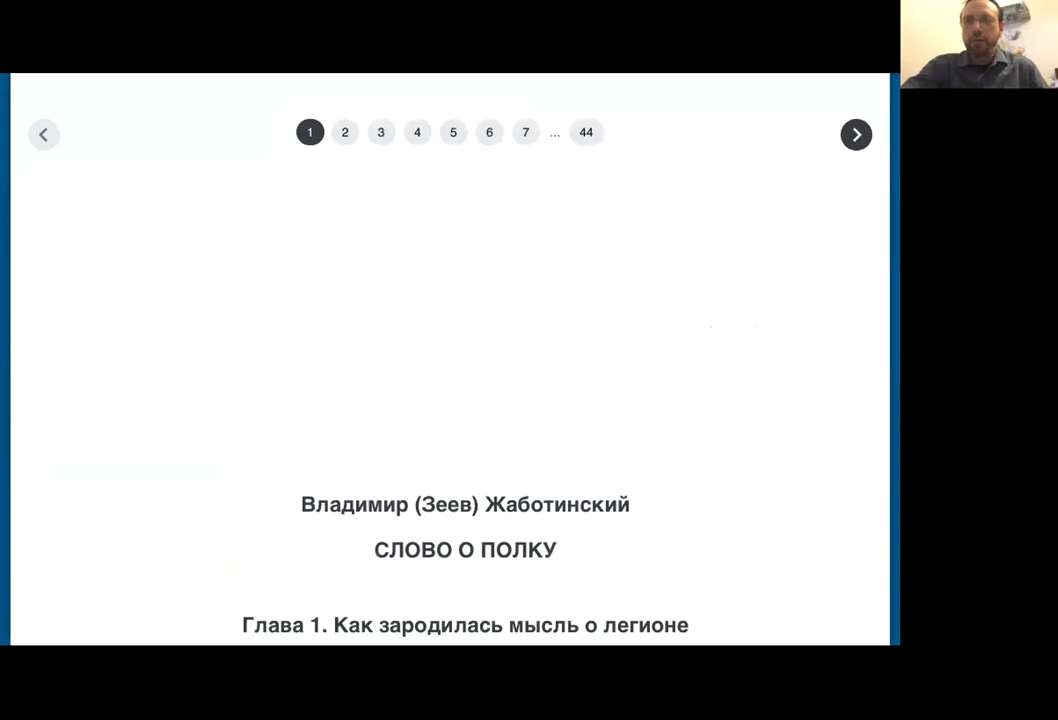 1 2 3 4 5 6 7 ... 44
Владимир (Зеев) Жаботинский
СЛОВО О ПОЛКУ
Глава 1. Как зародилась мысль о легионе